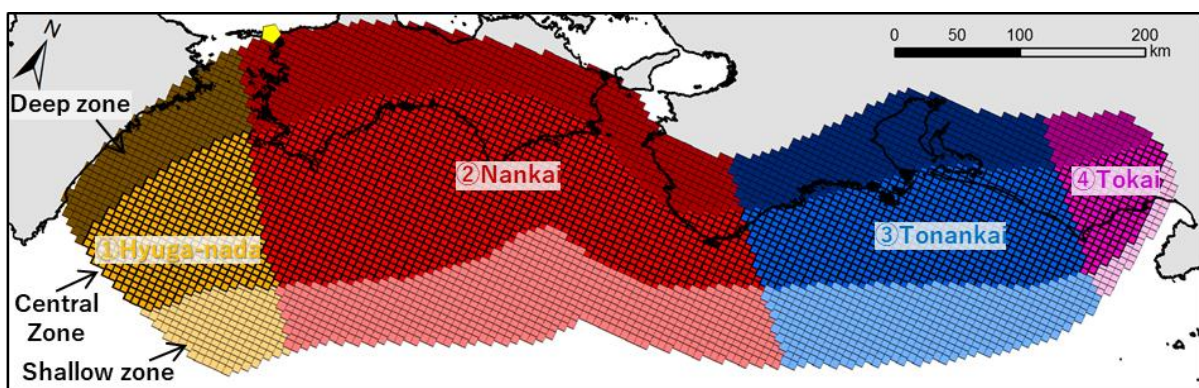 N
0 50 100 200
km
Deep zone
②Nankai
④Tokai
①Hyuga-nada
③Tonankai
Central
Zone
Shallow zone